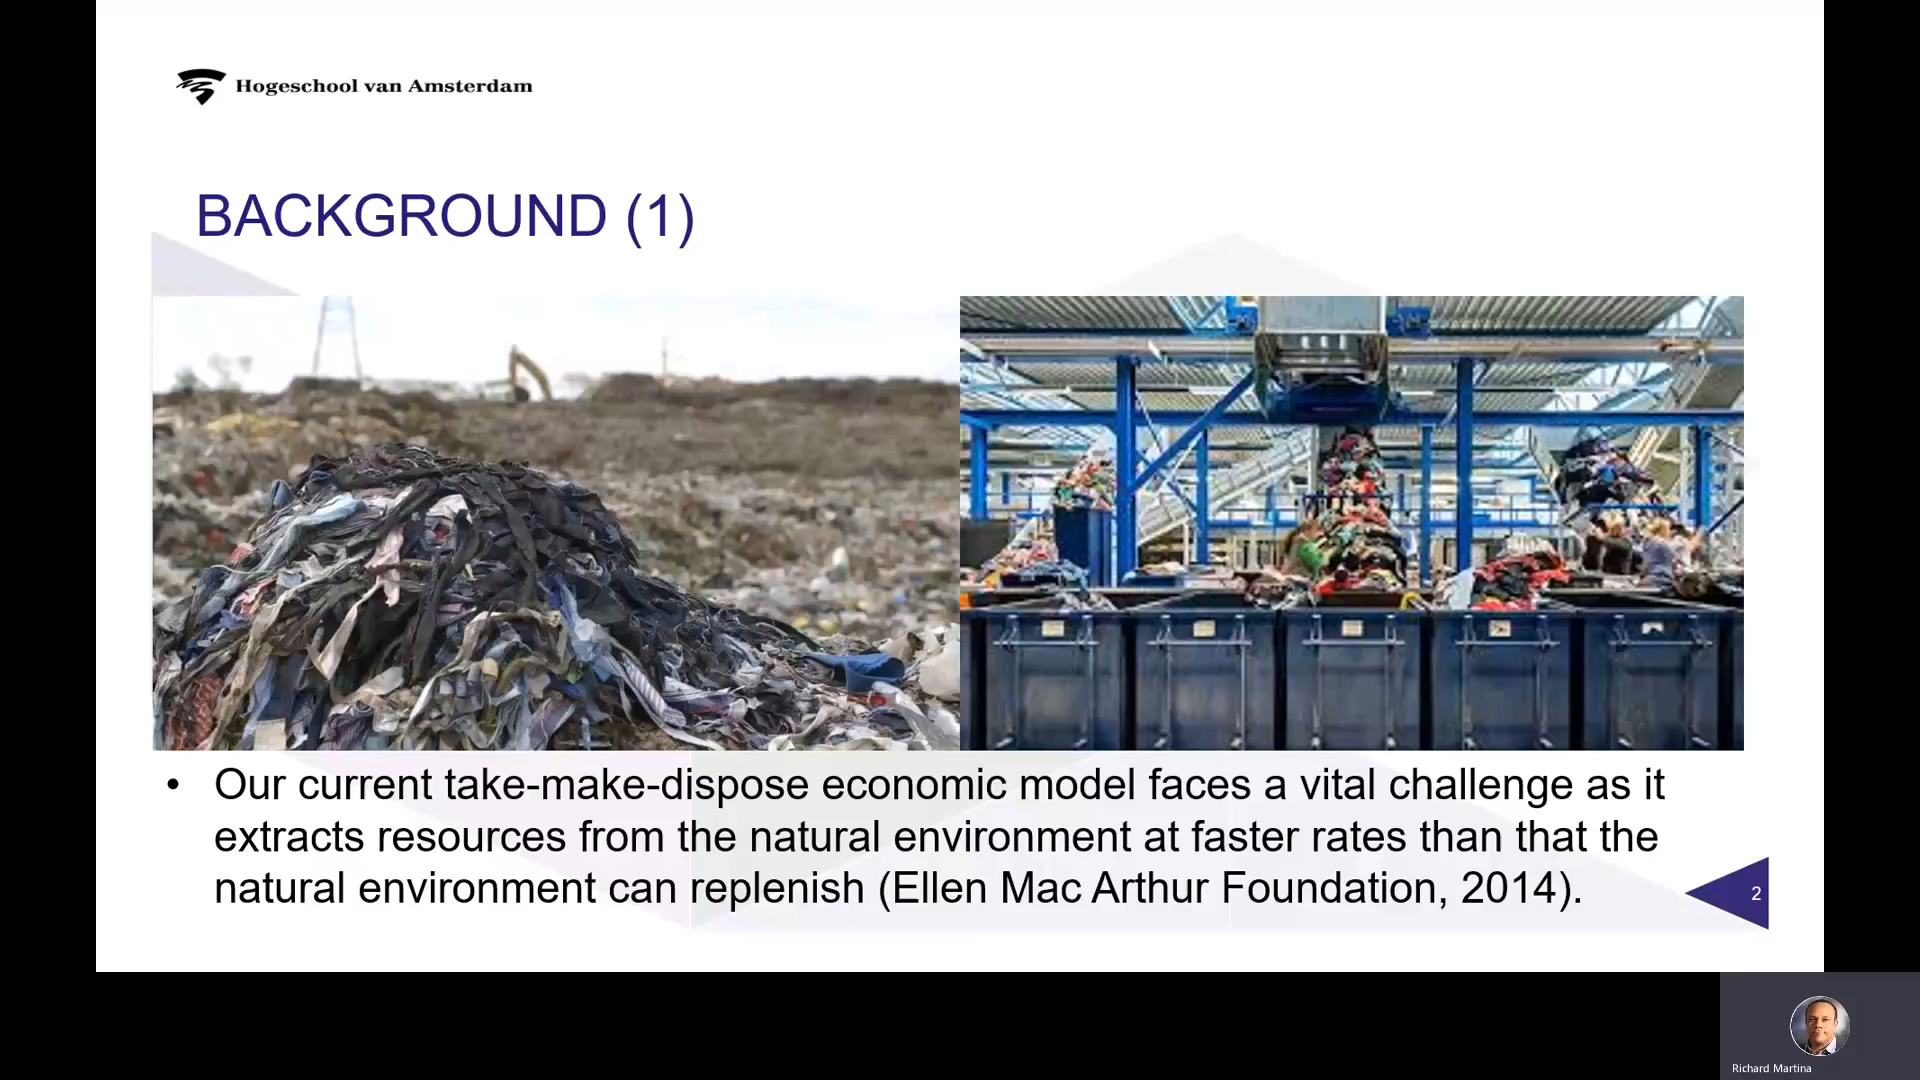 Hogeschool van Amsterdam
BACKGROUND (1)
• Our current take-make-dispose economic model faces a vital challenge as it
extracts resources from the natural environment at faster rates than that the
natural environment can replenish (Ellen Mac Arthur Foundation, 2014).
2
Richard Martina